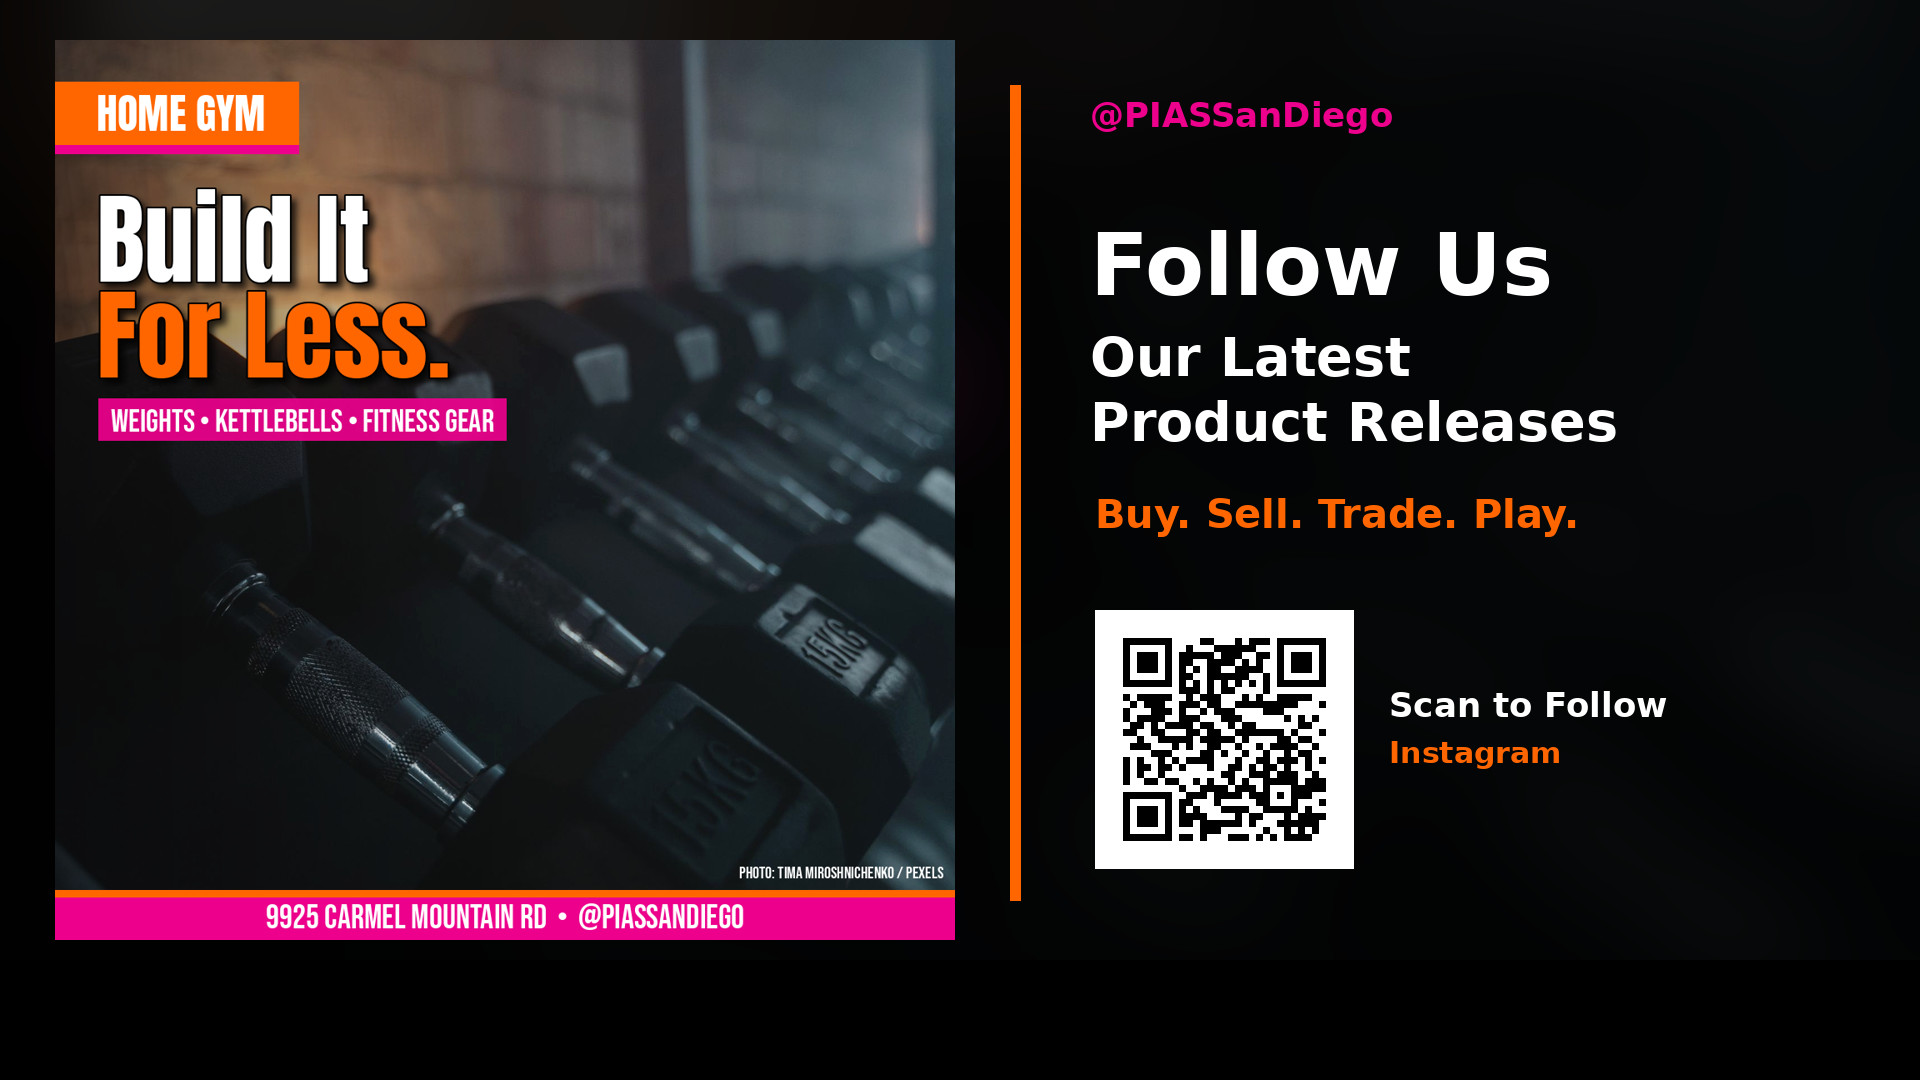 HOME GYM
Build It
For Less.
WEIGHTS • KETTLEBELLS • FITNESS GEAR
15KG
15KG
PHOTO: TIMA MIROSHNICHENKO / PEXELS
9925 CARMEL MOUNTAIN RD • @PIASSANDIEGO
@PIASSanDiego
Follow Us
Our Latest
Product Releases
Buy. Sell. Trade. Play.
Scan to Follow
Instagram